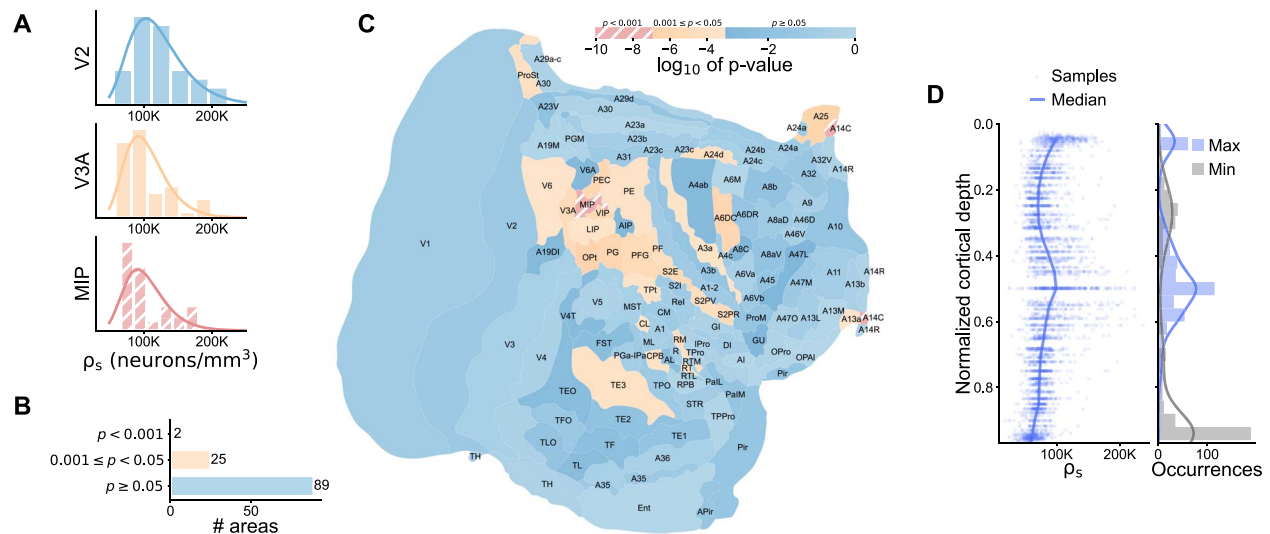 A
V2
100K 200K
V3A
100K 200K
MIP
100K 200K
ρs (neurons/mm3)
B
p < 0.001 2
0.001 ≤ p < 0.05 25
p ≥ 0.05 89
0 50
# areas
C
p < 0.001 0.001 ≤ p < 0.05 p ≥ 0.05
−10 −8 −6 −4 −2 0
log10 of p-value
A29a-c
ProSt
A30
A29d
A25
A23V
A30
A24a
A14C
A23a
A19M
PGM
A23b
A23c
A23c
A24d
A24b
A24a
A24c
A32V
A14R
A31
A32
V6A
PEC
V6
PE
A4ab
A6M
A8b
MIP
V3A
VIP
A9
LIP
AIP
A6DC
A6DR
A8aD
A46D
A10
A46V
V1
V2
A19DI
OPt
PG
PFG
PF
A3a
A4c
A8C
A8aV
A47L
S2E
A3b
A6Va
A45
A11
A14R
TPt
S2I
A1-2
A47M
A13b
V5
MST
Rel
S2PV
A6Vb
V4T
CM
S2PR
ProM
A47O
A13L
A13M
A13a
A14C
A14R
CL
A1
GI
V3
V4
FST
ML
RM
IPro
DI
GU
OPro
OPAl
PGa-IPa
CPB
AL
R
TPro
RTM
AI
RT
RTL
Pir
TEO
TE3
TPO
RPB
PaIL
PaIM
STR
TFO
TE2
TPPro
TLO
TF
TE1
Pir
TH
TL
A36
TH
A35
A35
Ent
APir
D
Samples
Median
Max
Min
0.0
0.2
0.4
0.6
0.8
Normalized cortical depth
100K 200K
ρs
0 100
Occurrences